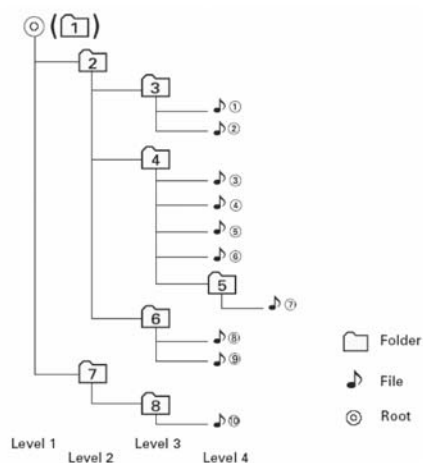 (1)
2
3
①
②
4
③
④
⑤
⑥
5
⑦
6
⑧
⑨
7
8
⑩
Folder
File
Root
Level 1
Level 2
Level 3
Level 4